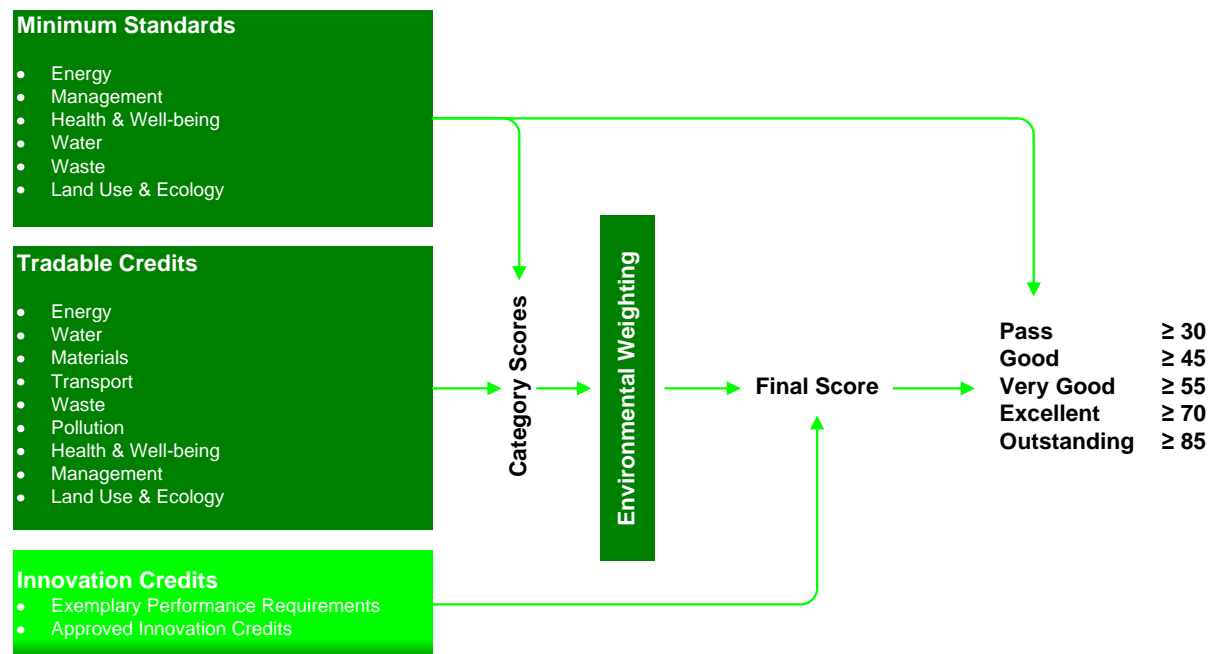 Minimum Standards
• Energy
• Management
• Health & Well-being
• Water
• Waste
• Land Use & Ecology
Tradable Credits
• Energy
• Water
• Materials
• Transport
• Waste
• Pollution
• Health & Well-being
• Management
• Land Use & Ecology
Innovation Credits
• Exemplary Performance Requirements
• Approved Innovation Credits
Category Scores
Environmental Weighting
Final Score
Pass ≥ 30
Good ≥ 45
Very Good ≥ 55
Excellent ≥ 70
Outstanding ≥ 85